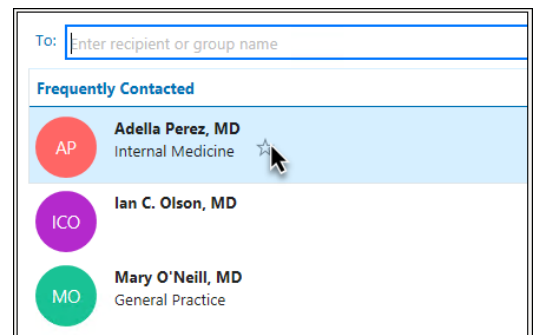 To: Enter recipient or group name
Frequently Contacted
AP
Adella Perez, MD
Internal Medicine
ICO
Ian C. Olson, MD
MO
Mary O'Neill, MD
General Practice